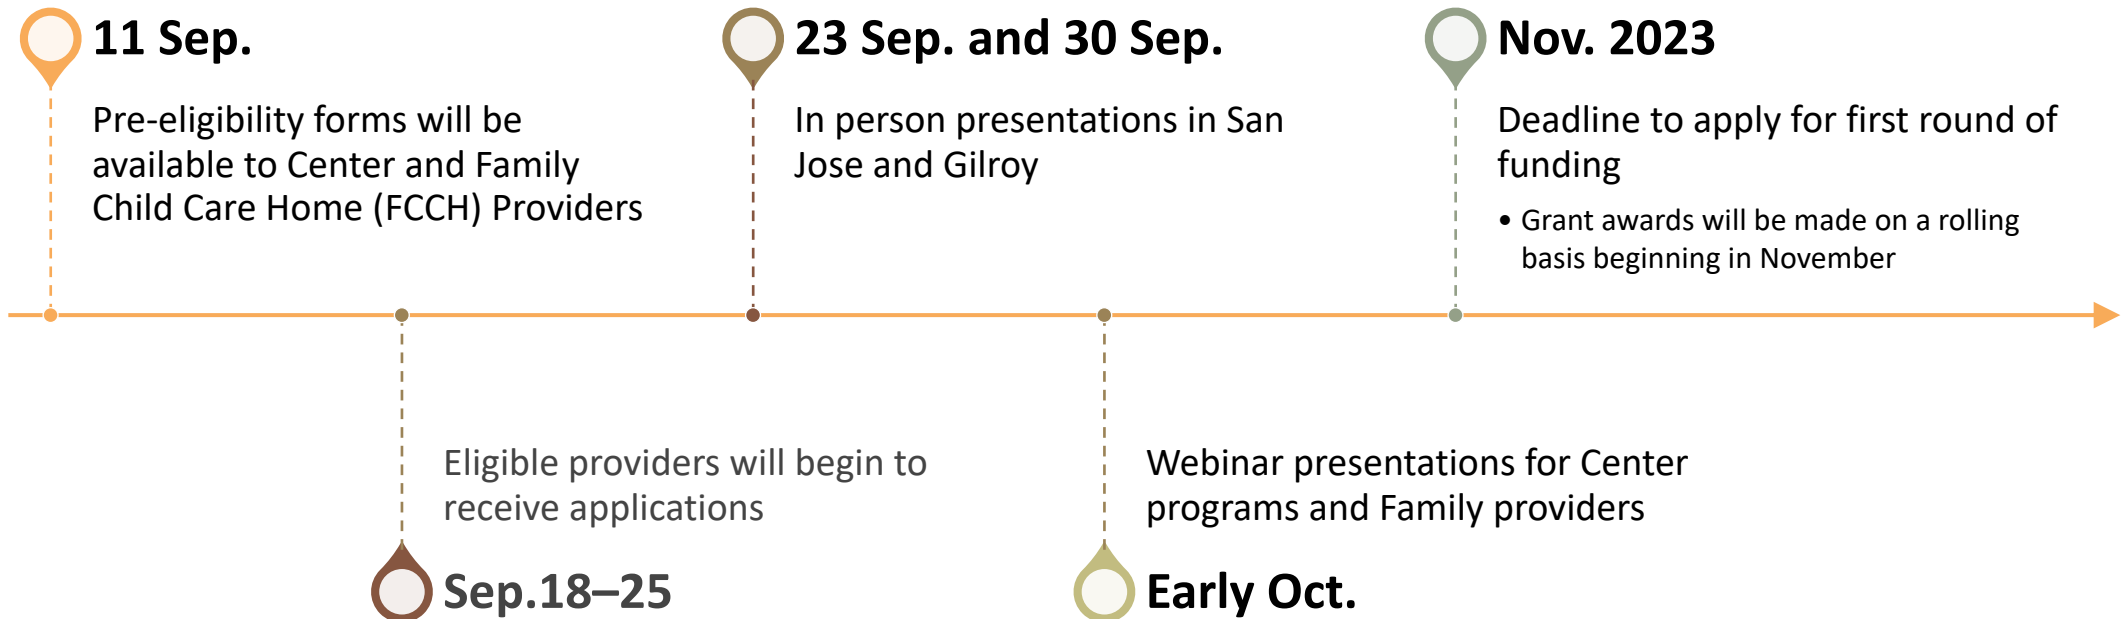 11 Sep.
Pre-eligibility forms will be
available to Center and Family
Child Care Home (FCCH) Providers
Eligible providers will begin to
receive applications
Sep.18–25
23 Sep. and 30 Sep.
In person presentations in San
Jose and Gilroy
Webinar presentations for Center
programs and Family providers
Early Oct.
Nov. 2023
Deadline to apply for first round of
funding
• Grant awards will be made on a rolling
basis beginning in November